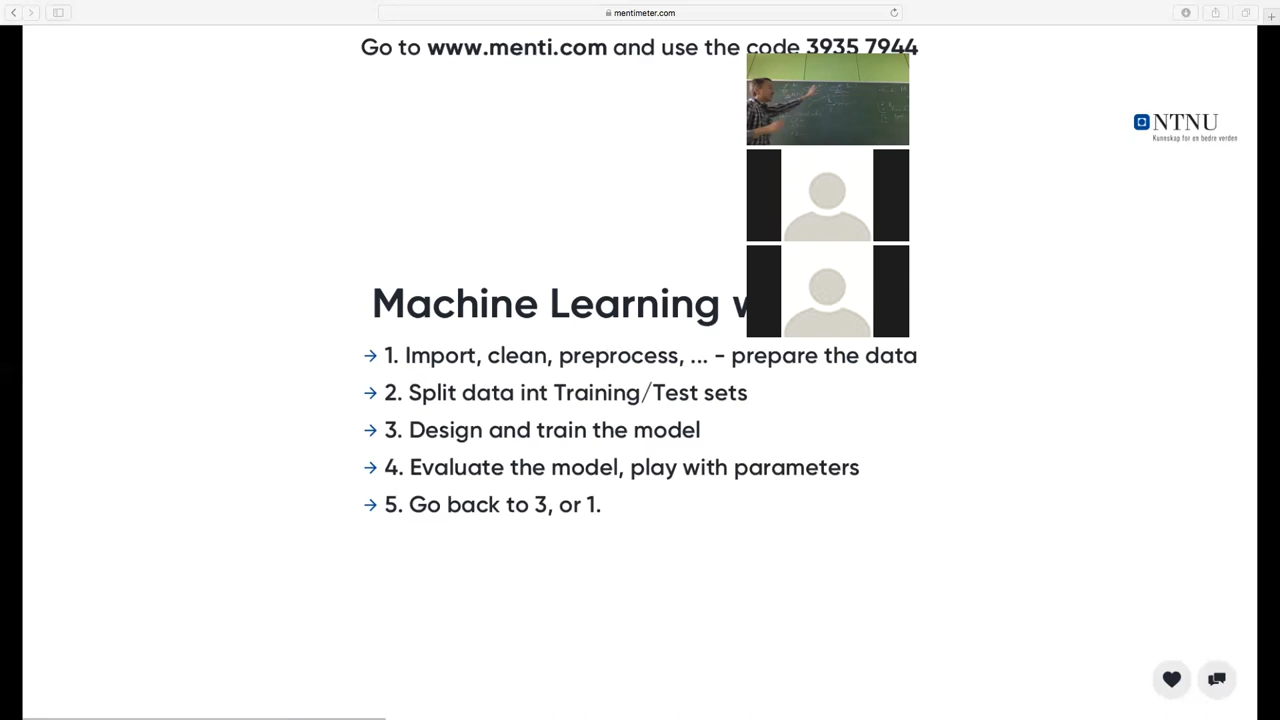 mentimeter.com
Go to www.menti.com and use the code 3935 7944
NTNU
Kunnskap for en bedre verden
Machine Learning
→ 1. Import, clean, preprocess, ... - prepare the data
→ 2. Split data int Training/Test sets
→ 3. Design and train the model
→ 4. Evaluate the model, play with parameters
→ 5. Go back to 3, or 1.